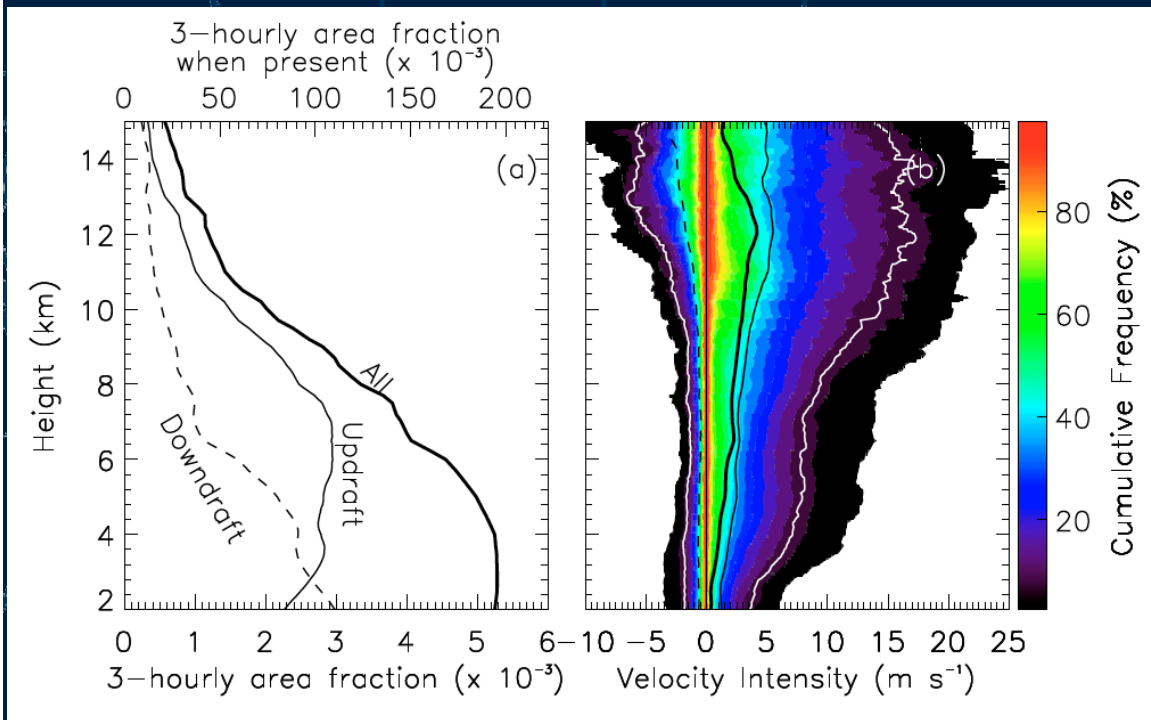 3-hourly area fraction
when present (x 10⁻³)
0 50 100 150 200
14
12
10
8
6
4
2
Height (km)
(a)
All
Updraft
Downdraft
0 1 2 3 4 5 6
3-hourly area fraction (x 10⁻³)
(b)
-10 -5 0 5 10 15 20 25
Velocity Intensity (m s⁻¹)
80
60
40
20
Cumulative Frequency (%)